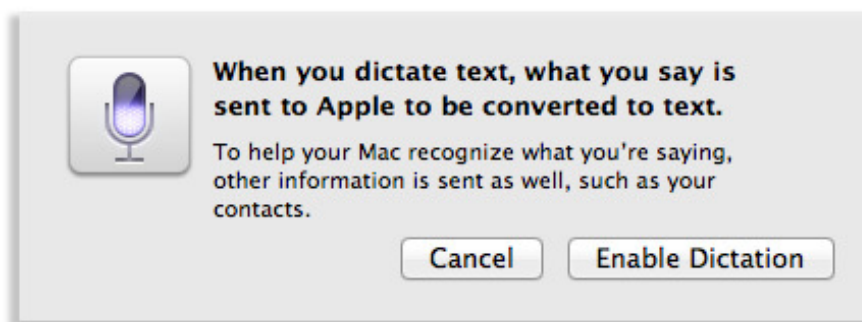 When you dictate text, what you say is
sent to Apple to be converted to text.
To help your Mac recognize what you're saying,
other information is sent as well, such as your
contacts.
Cancel
Enable Dictation